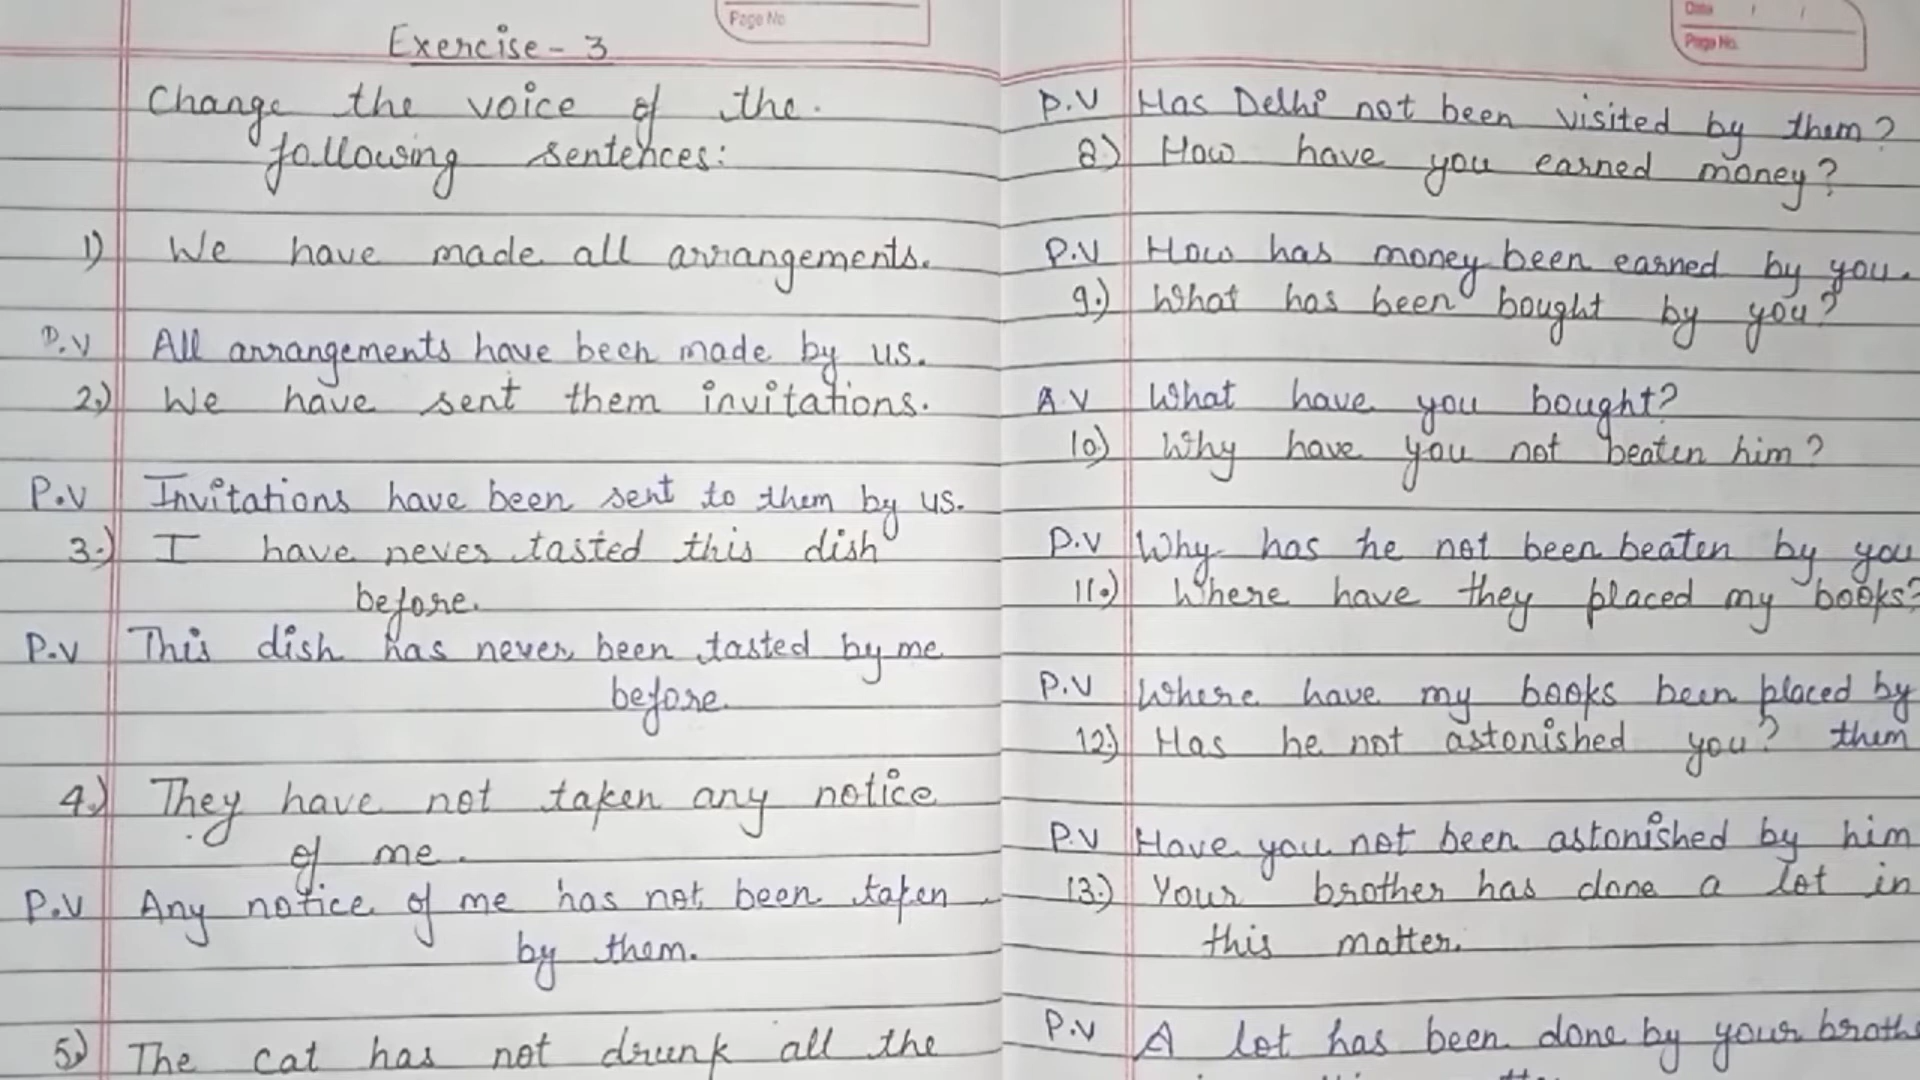 Page No
Exercise - 3
Change the voice of the.
following sentences:
1) We have made all arrangements.
P.V All arrangements have been made by us.
2.) We have sent them invitations.
P.V Invitations have been sent to them by us.
3.) I have never tasted this dish
before.
P.V This dish has never been tasted by me
before.
4.) They have not taken any notice
of me.
P.V Any notice of me has not been taken
by them.
5.) The cat has not drunk all the
Date / /
Page No.
P.V Has Delhi not been visited by them?
8.) How have you earned money?
P.V How has money been earned by you.
9.) What has been bought by you?
A.V What have you bought?
10.) Why have you not beaten him?
P.V Why has he not been beaten by you
11.) Where have they placed my books?
P.V Where have my books been placed by
12.) Has he not astonished you? them
P.V Have you not been astonished by him
13.) Your brother has done a lot in
this matter.
P.V A lot has been done by your broth